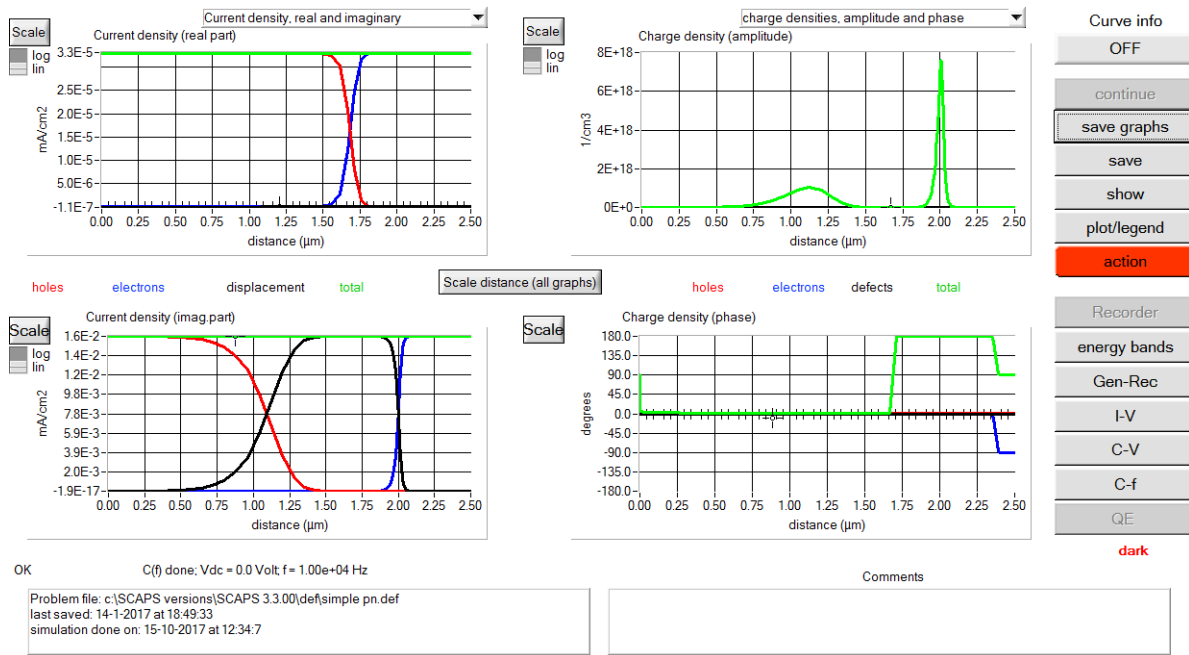 Current density, real and imaginary
Scale
Current density (real part)
log
lin
3.3E-5
2.5E-5
2.0E-5
1.5E-5
1.0E-5
5.0E-6
-1.11E-7
mA/cm2
0.00 0.25 0.50 0.75 1.00 1.25 1.50 1.75 2.00 2.25 2.50
distance (µm)
charge densities, amplitude and phase
Scale
Charge density (amplitude)
log
lin
8E+18
6E+18
4E+18
2E+18
0E+0
1/cm3
0.00 0.25 0.50 0.75 1.00 1.25 1.50 1.75 2.00 2.25 2.50
distance (µm)
holes electrons displacement total
Scale distance (all graphs)
holes electrons defects total
Scale
Current density (imag.part)
log
lin
1.6E-2
1.4E-2
1.2E-2
9.8E-3
7.8E-3
5.9E-3
3.9E-3
2.0E-3
-1.9E-17
mA/cm2
0.00 0.25 0.50 0.75 1.00 1.25 1.50 1.75 2.00 2.25 2.50
distance (µm)
Scale
Charge density (phase)
180.0
135.0
90.0
45.0
0.0
-45.0
-90.0
-135.0
-180.0
degrees
0.00 0.25 0.50 0.75 1.00 1.25 1.50 1.75 2.00 2.25 2.50
distance (µm)
Curve info
OFF
continue
save graphs
save
show
plot/legend
action
Recorder
energy bands
Gen-Rec
I-V
C-V
C-f
QE
dark
OK C(f) done; Vdc = 0.0 Volt; f = 1.00e+04 Hz
Problem file: c:\SCAPS versions\SCAPS 3.3.00\def\simple pn.def
last saved: 14-1-2017 at 18:49:33
simulation done on: 15-10-2017 at 12:34:7
Comments